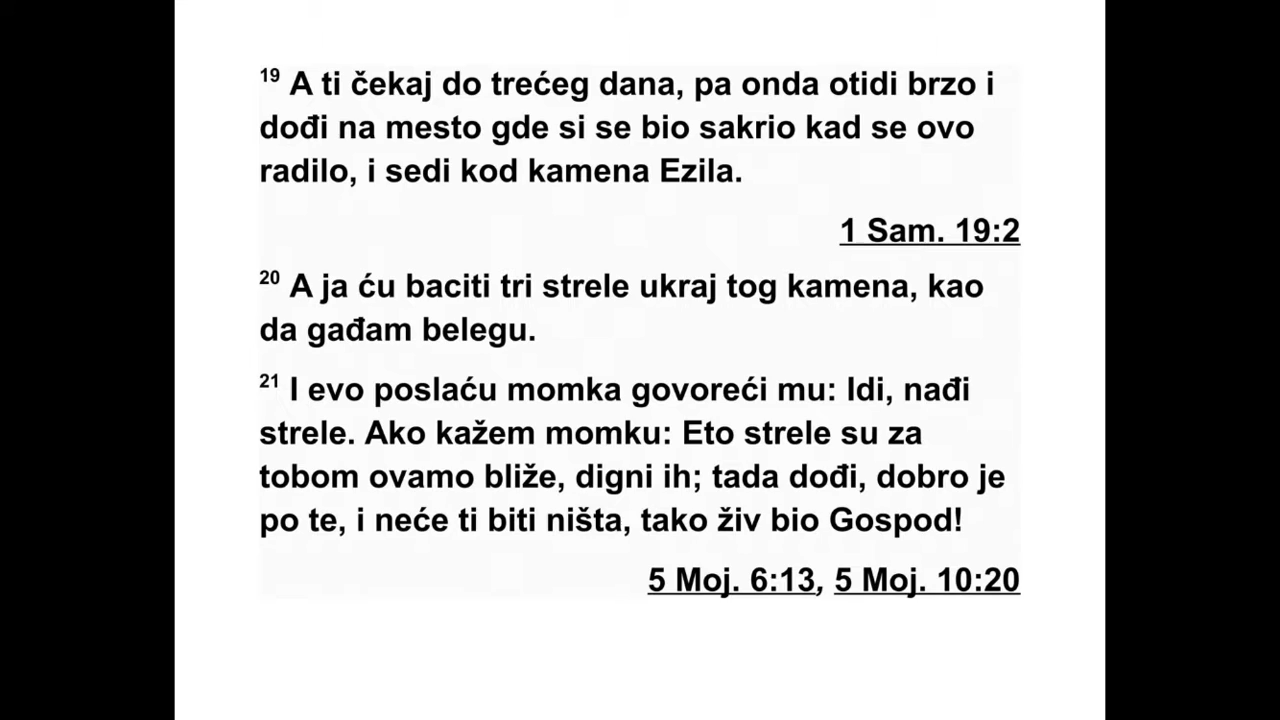 19 A ti čekaj do trećeg dana, pa onda otidi brzo i
dođi na mesto gde si se bio sakrio kad se ovo
radilo, i sedi kod kamena Ezila.
1 Sam. 19:2
20 A ja ću baciti tri strele ukraj tog kamena, kao
da gađam belegu.
21 I evo poslaću momka govoreći mu: Idi, nađi
strele. Ako kažem momku: Eto strele su za
tobom ovamo bliže, digni ih; tada dođi, dobro je
po te, i neće ti biti ništa, tako živ bio Gospod!
5 Moj. 6:13, 5 Moj. 10:20